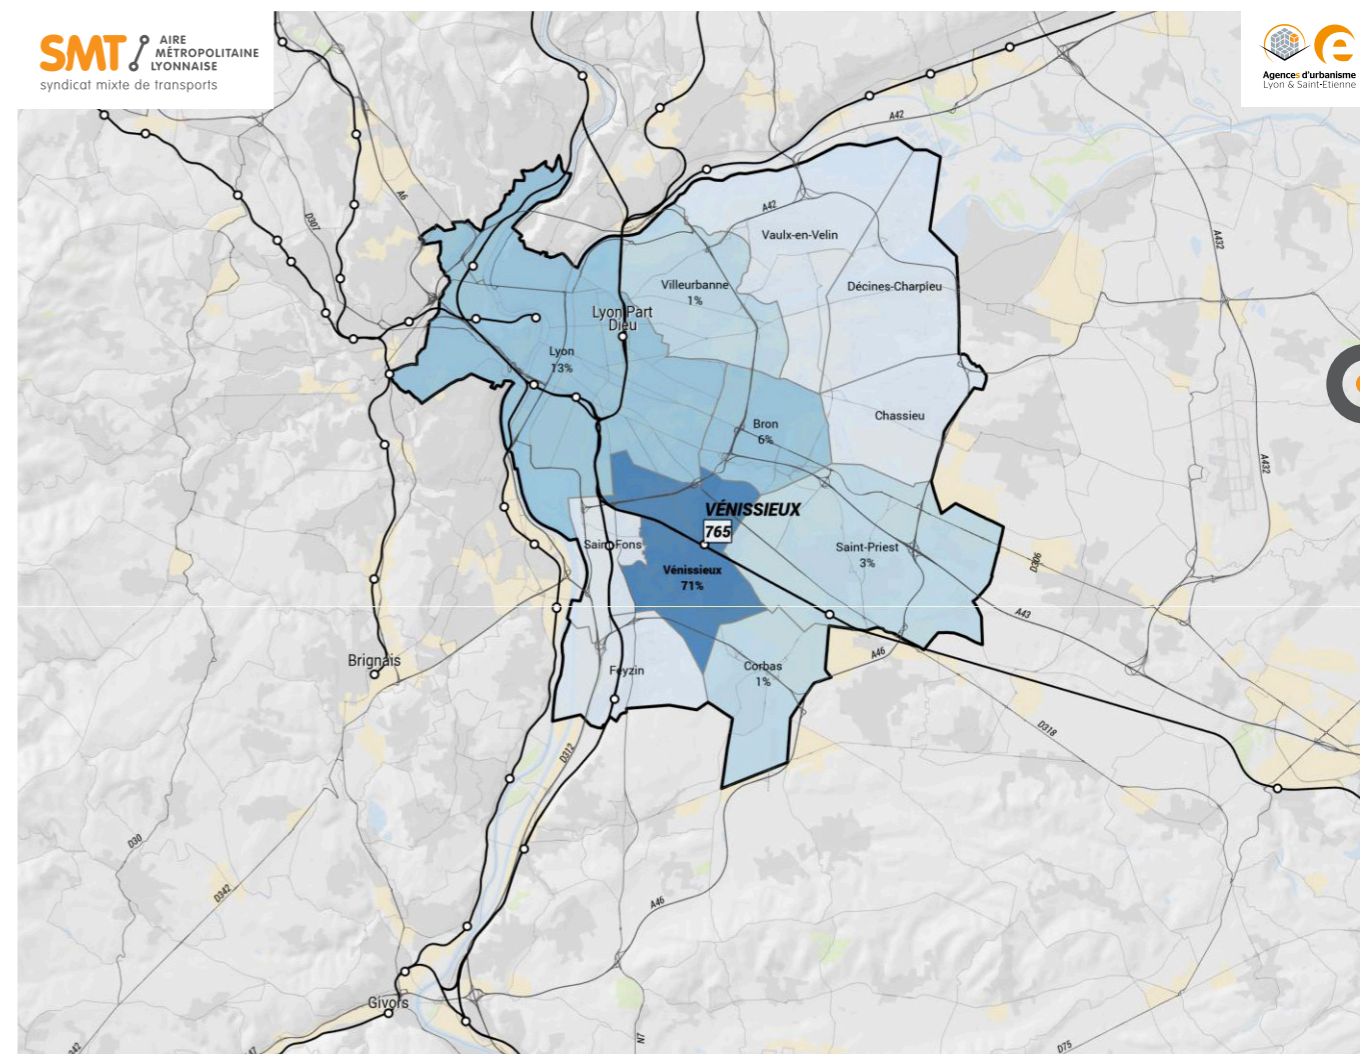 SMT
AIRE
MÉTROPOLITAINE
LYONNAISE
syndicat mixte de transports
e
Agences d'urbanisme
Lyon & Saint-Etienne
A42
A6
D307
A42
Vaulx-en-Velin
A432
Villeurbanne
1%
Décines-Charpieu
Lyon Part
Dieu
Lyon
13%
Chassieu
Bron
6%
A432
VÉNISSIEUX
765
Saint-Fons
Saint-Priest
3%
D306
Vénissieux
71%
A43
A46
Brignais
Feyzin
Corbas
1%
D318
D312
D30
D342
A46
Givors
N7
D75
D42
47